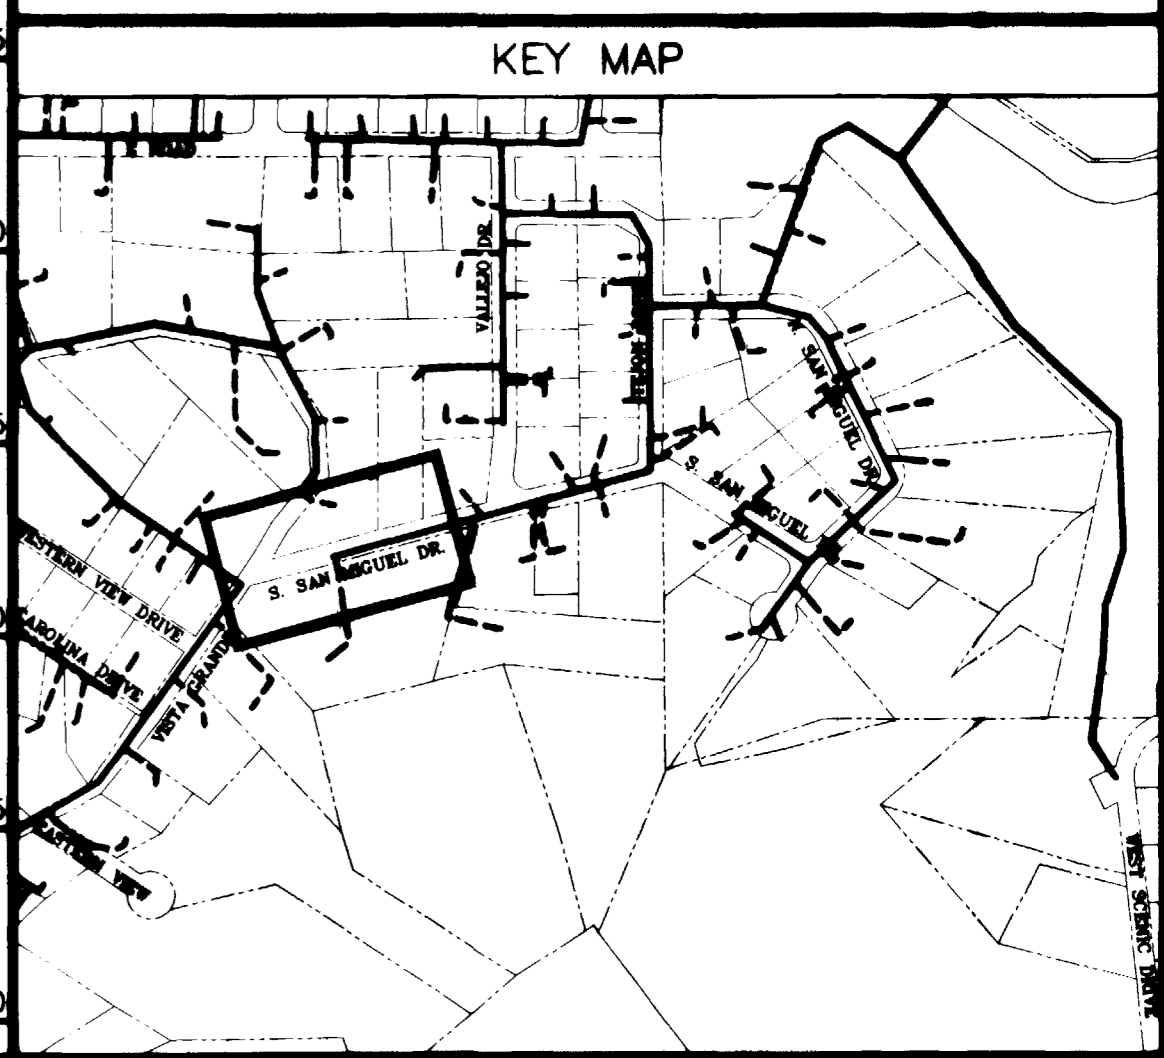 KEY MAP
VALLEJO DR.
N SAN MIGUEL DR.
S. SAN MIGUEL
S. SAN MIGUEL DR.
WESTERN VIEW DRIVE
CAROLINA DRIVE
VISTA GRANDE
EASTERN VIEW
WEST SCENIC DRIVE